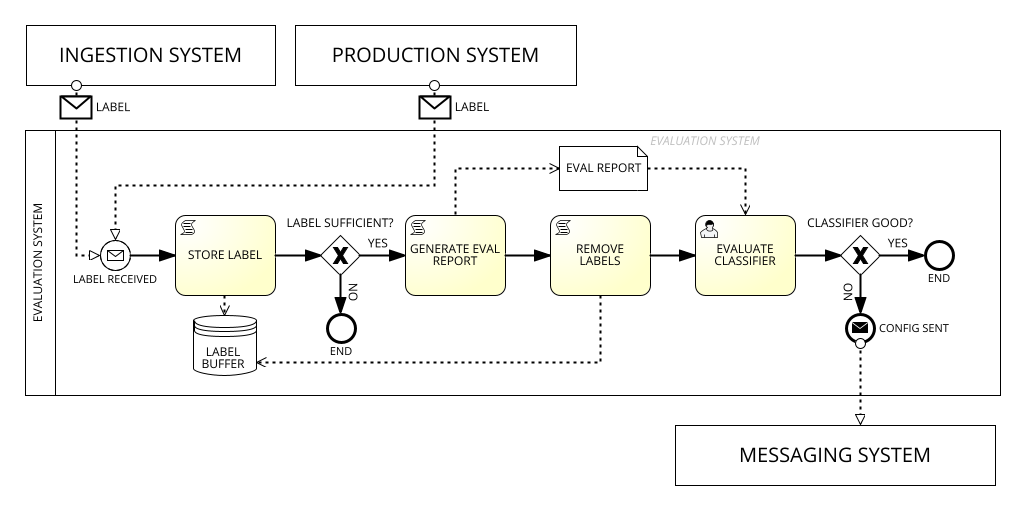 INGESTION SYSTEM
PRODUCTION SYSTEM
LABEL
LABEL
EVALUATION SYSTEM
EVALUATION SYSTEM
EVAL REPORT
LABEL RECEIVED
STORE LABEL
LABEL SUFFICIENT?
YES
NO
END
GENERATE EVAL
REPORT
REMOVE
LABELS
EVALUATE
CLASSIFIER
CLASSIFIER GOOD?
YES
END
NO
CONFIG SENT
LABEL
BUFFER
MESSAGING SYSTEM